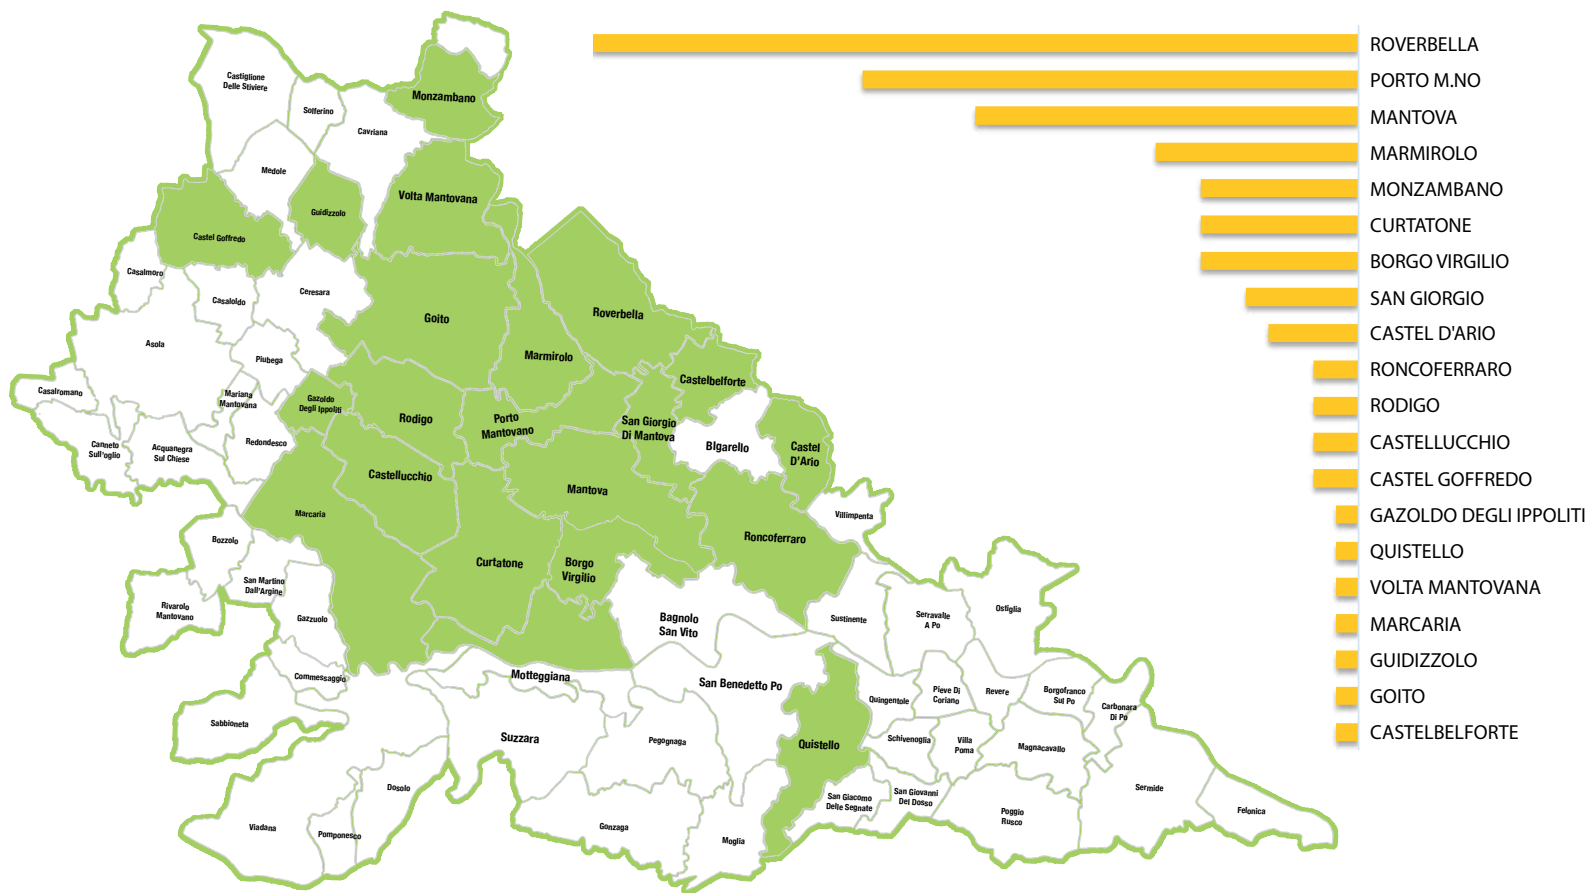 Castiglione
Delle Stiviere
Solferino
Cavriana
Monzambano
Medole
Guidizzolo
Volta Mantovana
Castel Goffredo
Casalmoro
Casaloldo
Ceresara
Goito
Roverbella
Asola
Piubega
Marmirolo
Castelbelforte
Casalromano
Mariana
Mantovana
Gazoldo
Degli Ippoliti
Rodigo
Porto
Mantovano
San Giorgio
Di Mantova
BIgarello
Castel
D'Ario
Canneto
Sull'oglio
Acquanegra
Sul Chiese
Redondesco
Castellucchio
Mantova
Marcaria
Villimpenta
Roncoferraro
Bozzolo
Curtatone
Borgo
Virgilio
San Martino
Dall'Argine
Rivarolo
Mantovano
Gazzuolo
Bagnolo
San Vito
Sustinente
Serravalle
A Po
Ostiglia
Commessaggio
Motteggiana
San Benedetto Po
Quingentole
Pieve Di
Coriano
Revere
Borgofranco
Sul Po
Carbonara
Di Po
Sabbioneta
Suzzara
Pegognaga
Quistello
Schivenoglia
Villa
Poma
Magnacavallo
Dosolo
San Giacomo
Delle Segnate
San Giovanni
Del Dosso
Sermide
Felonica
Viadana
Pomponesco
Gonzaga
Moglia
Poggio
Rusco
ROVERBELLA
PORTO M.NO
MANTOVA
MARMIROLO
MONZAMBANO
CURTATONE
BORGO VIRGILIO
SAN GIORGIO
CASTEL D'ARIO
RONCOFERRARO
RODIGO
CASTELLUCCHIO
CASTEL GOFFREDO
GAZOLDO DEGLI IPPOLITI
QUISTELLO
VOLTA MANTOVANA
MARCARIA
GUIDIZZOLO
GOITO
CASTELBELFORTE